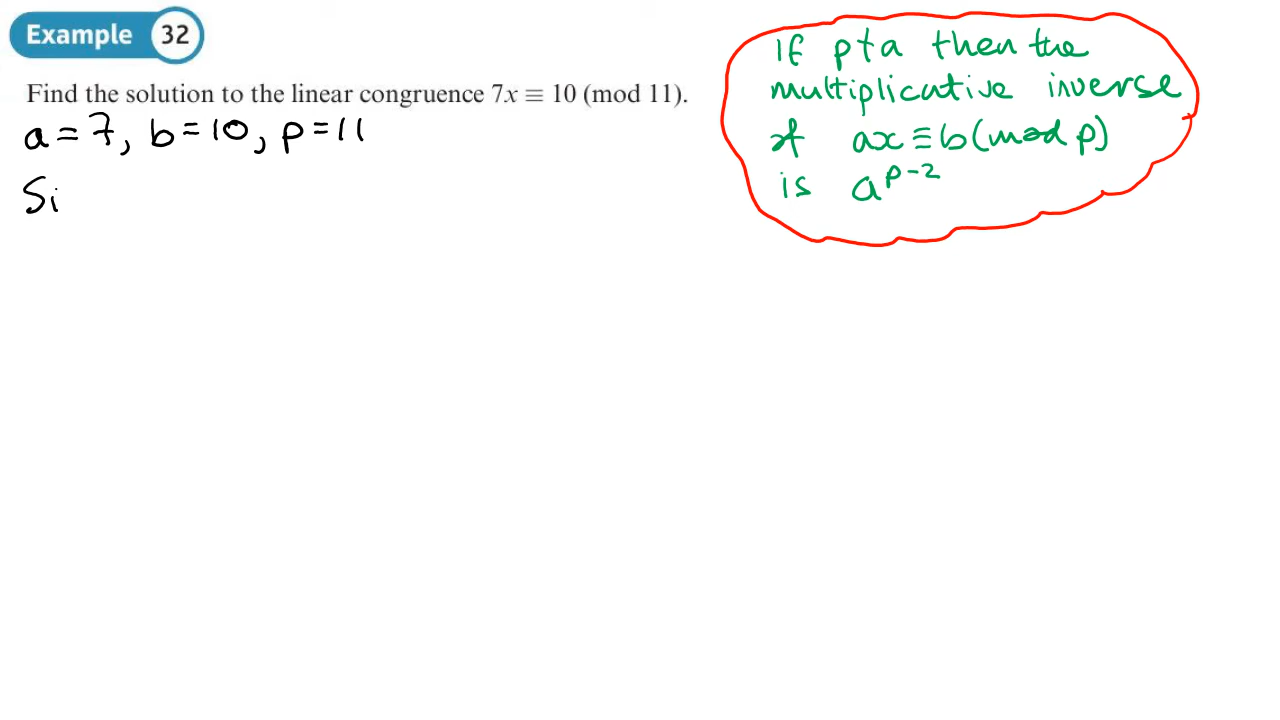 Example 32
Find the solution to the linear congruence 7x ≡ 10 (mod 11).
a = 7, b = 10, p = 11
Si
If p∤a then the
multiplicative inverse
of ax ≡ b (mod p)
is a^{p-2}